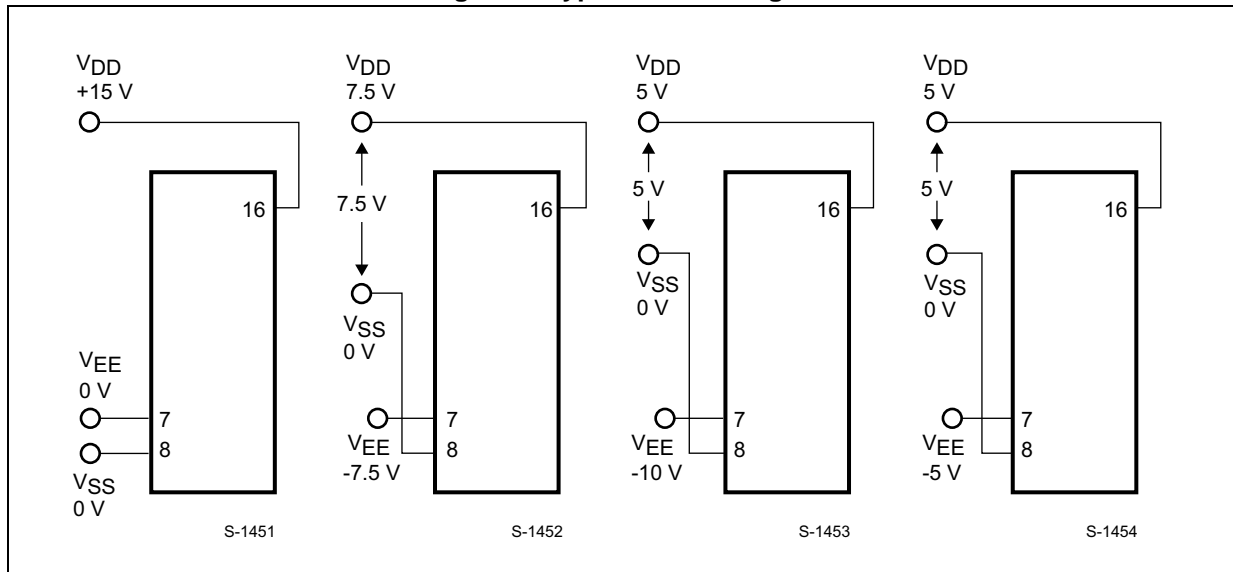 VDD
+15 V
16
VEE
0 V
7
8
VSS
0 V
S-1451
VDD
7.5 V
7.5 V
16
VSS
0 V
7
VEE
8
-7.5 V
S-1452
VDD
5 V
5 V
16
VSS
0 V
7
VEE
8
-10 V
S-1453
VDD
5 V
5 V
16
VSS
0 V
7
VEE
8
-5 V
S-1454